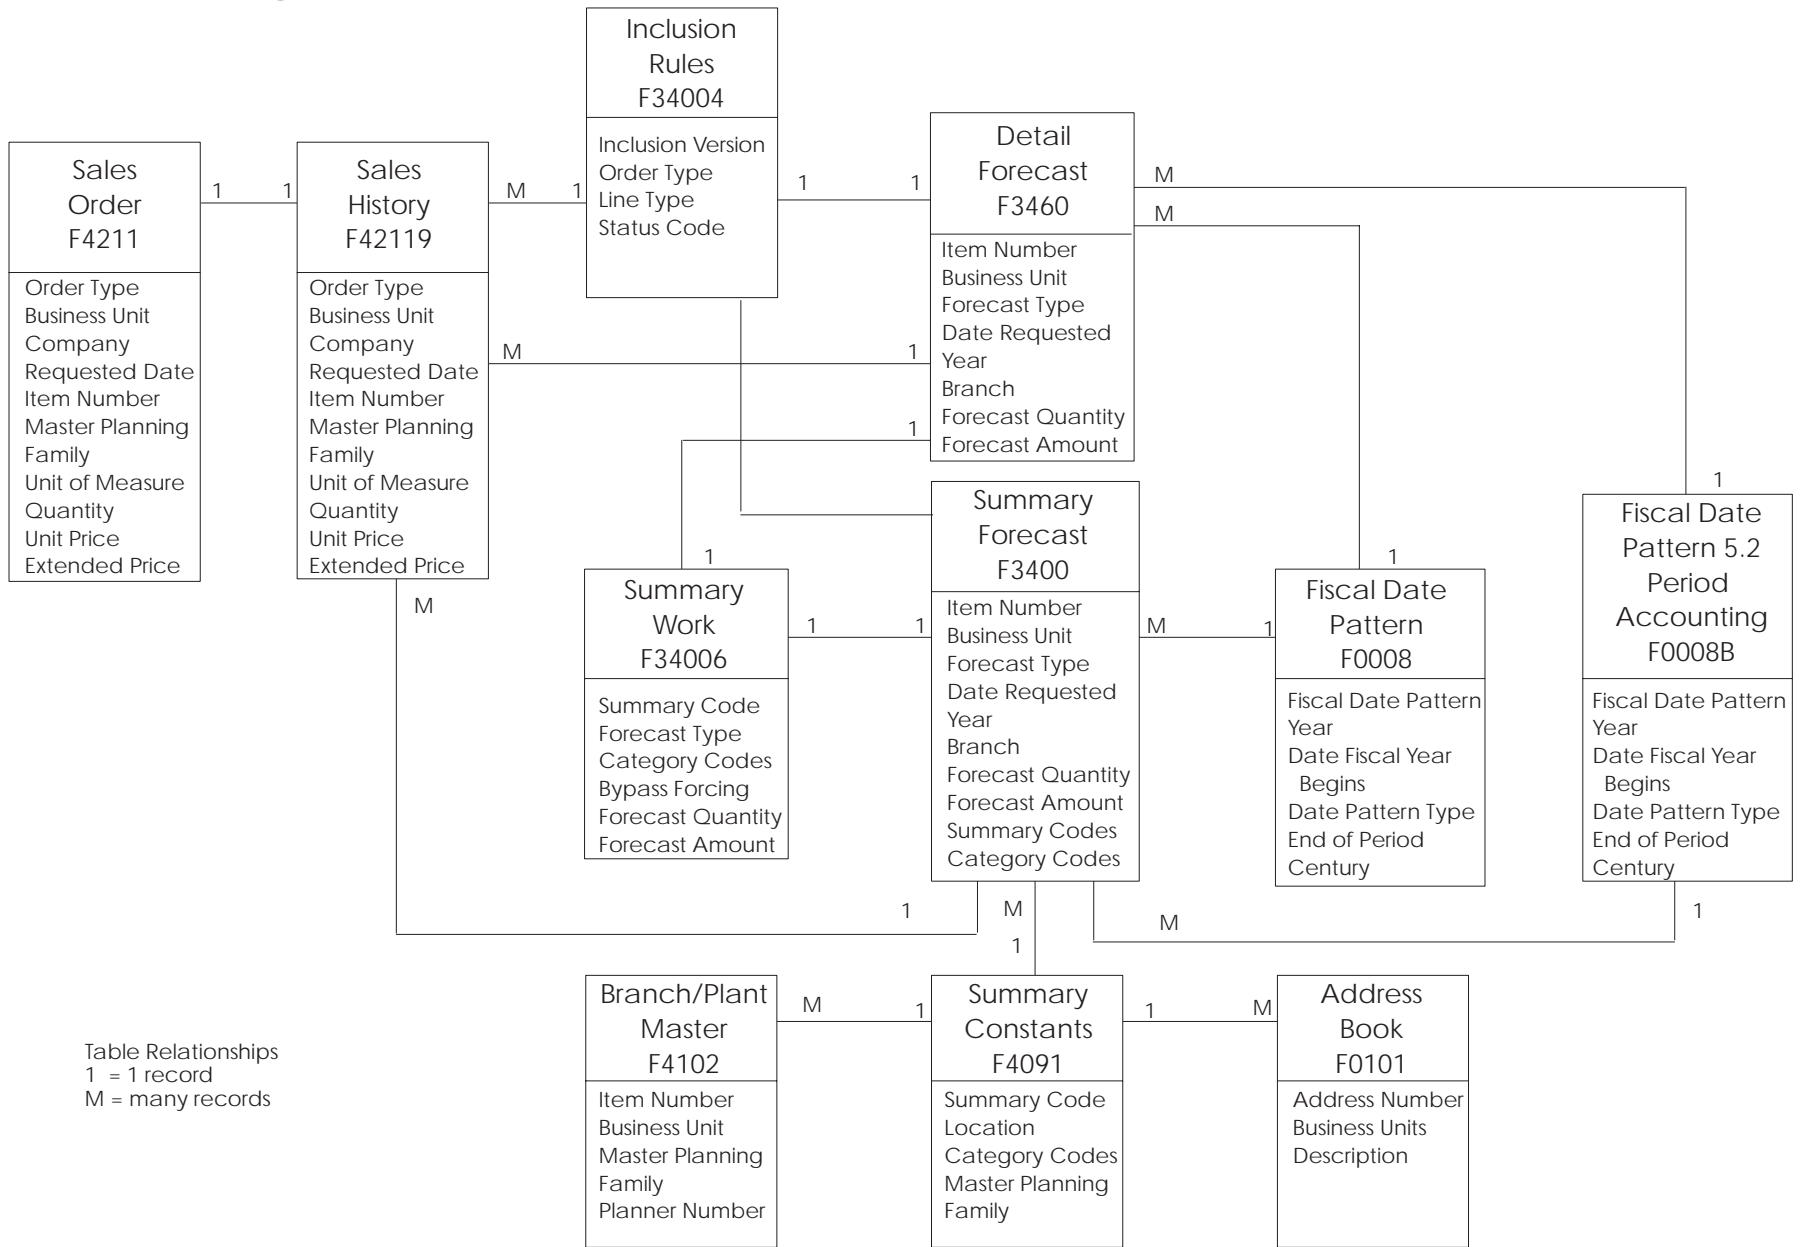 Inclusion
Rules
F34004
Inclusion Version
Order Type
Line Type
Status Code
Sales
Order
F4211
Order Type
Business Unit
Company
Requested Date
Item Number
Master Planning
Family
Unit of Measure
Quantity
Unit Price
Extended Price
1
1
Sales
History
F42119
Order Type
Business Unit
Company
Requested Date
Item Number
Master Planning
Family
Unit of Measure
Quantity
Unit Price
Extended Price
M
1
1
1
M
1
M
Detail
Forecast
F3460
Item Number
Business Unit
Forecast Type
Date Requested
Year
Branch
Forecast Quantity
Forecast Amount
M
M
1
1
1
1
Summary
Work
F34006
Summary Code
Forecast Type
Category Codes
Bypass Forcing
Forecast Quantity
Forecast Amount
1
1
Summary
Forecast
F3400
Item Number
Business Unit
Forecast Type
Date Requested
Year
Branch
Forecast Quantity
Forecast Amount
Summary Codes
Category Codes
M
1
Fiscal Date
Pattern
F0008
Fiscal Date Pattern
Year
Date Fiscal Year
Begins
Date Pattern Type
End of Period
Century
Fiscal Date
Pattern 5.2
Period
Accounting
F0008B
Fiscal Date Pattern
Year
Date Fiscal Year
Begins
Date Pattern Type
End of Period
Century
1
M
1
M
1
Branch/Plant
Master
F4102
Item Number
Business Unit
Master Planning
Family
Planner Number
M
1
Summary
Constants
F4091
Summary Code
Location
Category Codes
Master Planning
Family
1
M
Address
Book
F0101
Address Number
Business Units
Description
Table Relationships
1 = 1 record
M = many records